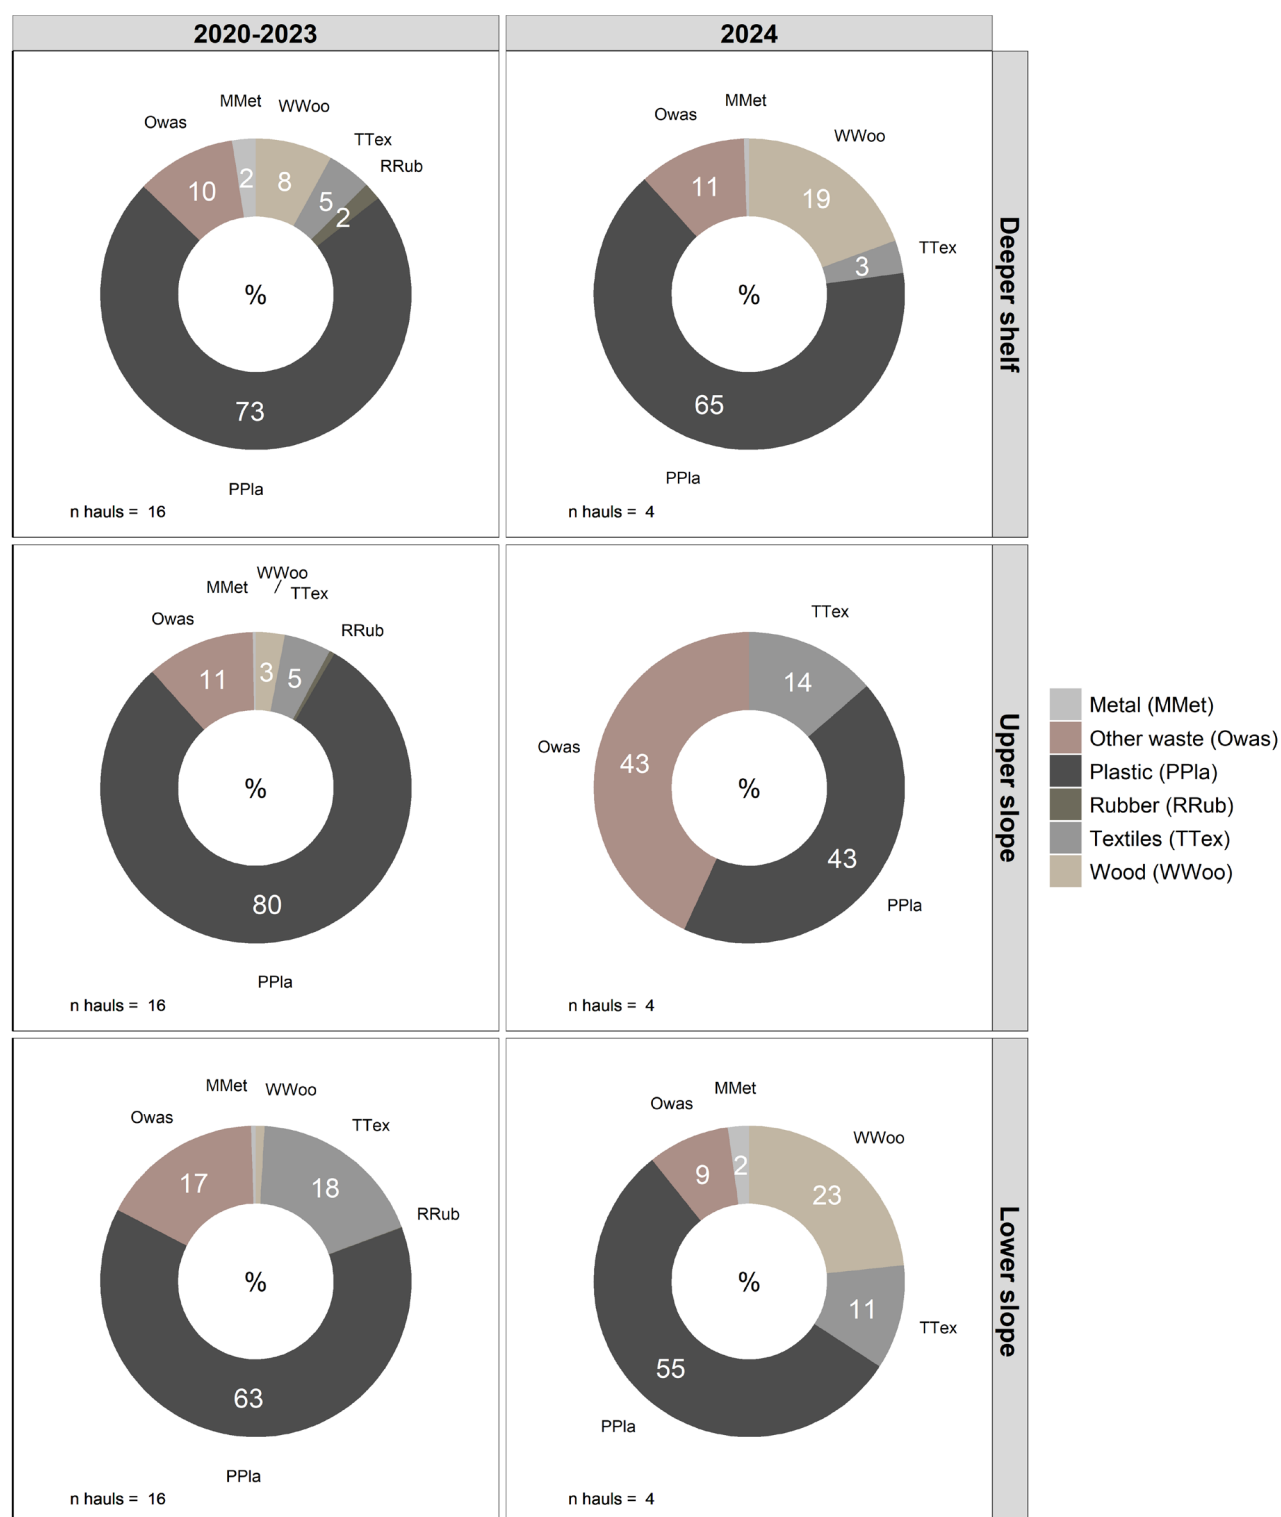 2020-2023
2024
Deeper shelf
MMet WWoo
Owas
TTex
RRub
2 8
10
5
2
%
73
PPla
n hauls = 16
MMet
Owas
WWoo
11
19
TTex
3
%
65
PPla
n hauls = 4
Upper slope
WWoo
MMet / TTex
Owas
RRub
11 3 5
%
80
PPla
n hauls = 16
TTex
14
Owas
43
%
43
PPla
n hauls = 4
Metal (MMet)
Other waste (Owas)
Plastic (PPla)
Rubber (RRub)
Textiles (TTex)
Wood (WWoo)
Lower slope
MMet WWoo
Owas
TTex
17 18
RRub
%
63
PPla
n hauls = 16
MMet
Owas
WWoo
2
9
23
%
11
TTex
55
PPla
n hauls = 4